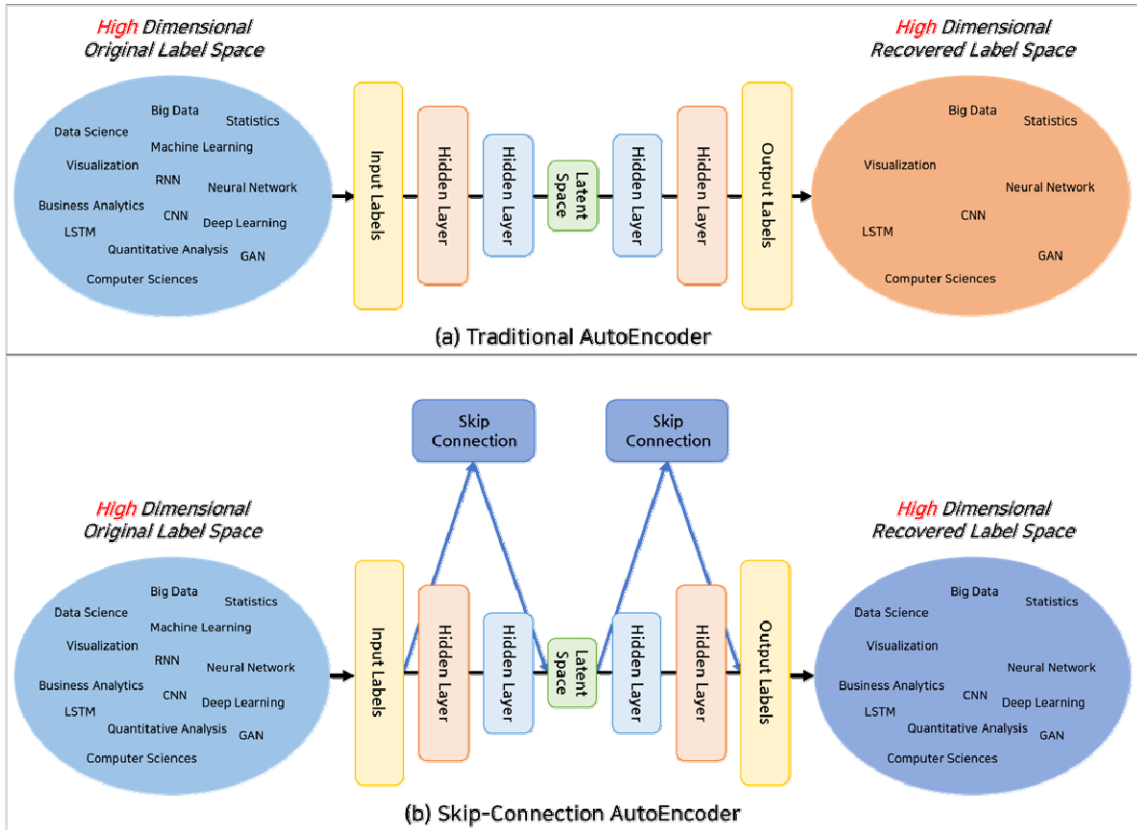 High Dimensional
Original Label Space
High Dimensional
Recovered Label Space
Big Data
Statistics
Data Science
Machine Learning
Visualization
RNN
Neural Network
Business Analytics
CNN
Deep Learning
LSTM
Quantitative Analysis
GAN
Computer Sciences
Input Labels
Hidden Layer
Hidden Layer
Latent
Space
Hidden Layer
Hidden Layer
Output Labels
Big Data
Statistics
Visualization
Neural Network
CNN
LSTM
GAN
Computer Sciences
(a) Traditional AutoEncoder
Skip
Connection
Skip
Connection
High Dimensional
Original Label Space
High Dimensional
Recovered Label Space
Big Data
Statistics
Data Science
Machine Learning
Visualization
RNN
Neural Network
Business Analytics
CNN
Deep Learning
LSTM
Quantitative Analysis
GAN
Computer Sciences
Input Labels
Hidden Layer
Hidden Layer
Latent
Space
Hidden Layer
Hidden Layer
Output Labels
Big Data
Statistics
Data Science
Visualization
Neural Network
Business Analytics
CNN
Deep Learning
LSTM
Quantitative Analysis
GAN
Computer Sciences
(b) Skip-Connection AutoEncoder